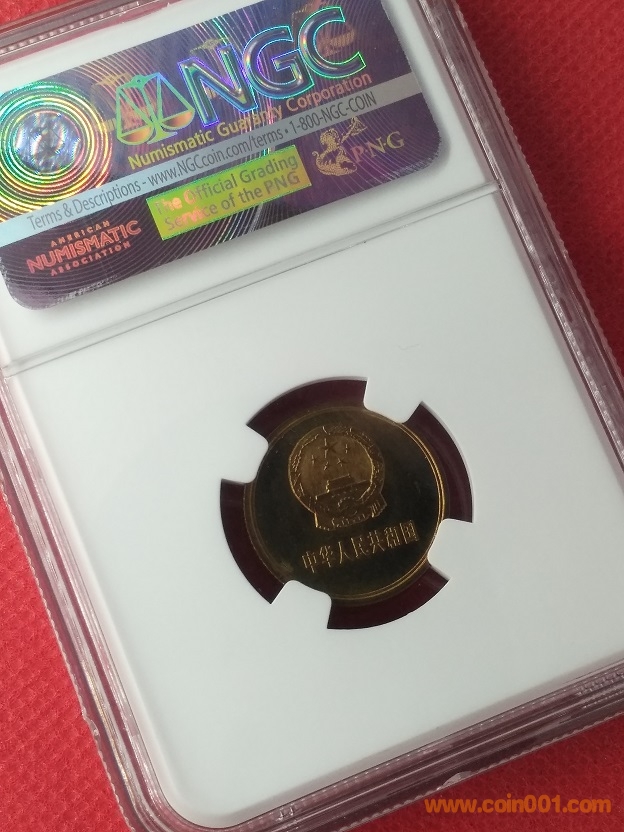 NGC
Numismatic Guaranty Corporation
Terms & Descriptions - www.NGCcoin.com/terms • 1-800-NGC-COIN
The Official Grading
Service of the PNG
PNG
AMERICAN
NUMISMATIC
ASSOCIATION
中华人民共和国
www.coin001.com